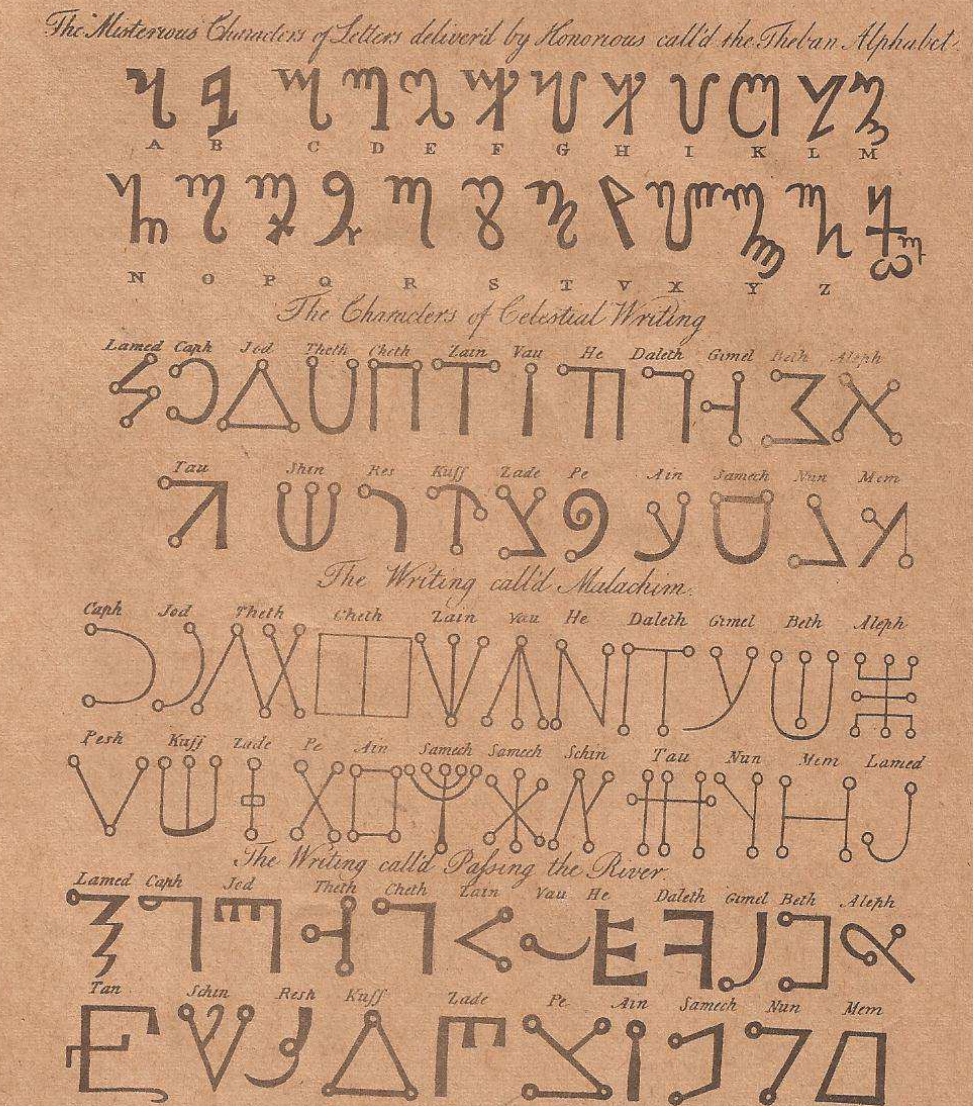 The Misterious Characters of Letters deliver'd by Honorious call'd the Theban Alphabet.
A B C D E F G H I K L M
N O P Q R S T V X Y Z
The Characters of Celestial Writing
Lamed Caph Jod Theth Cheth Zain Vau He Daleth Gimel Beth Aleph
Tau Shin Res Kuff Zade Pe Ain Samech Nun Mem
The Writing call'd Malachim.
Caph Jod Theth Cheth Zain Vau He Daleth Gimel Beth Aleph
Pesh Kuff Zade Pe Ain Samech Samech Schin Tau Nun Mem Lamed
The Writing call'd Paſsing the River.
Lamed Caph Jod Theth Cheth Zain Vau He Daleth Gimel Beth Aleph
Tan Schin Resh Kuff Zade Pe Ain Samech Nun Mem